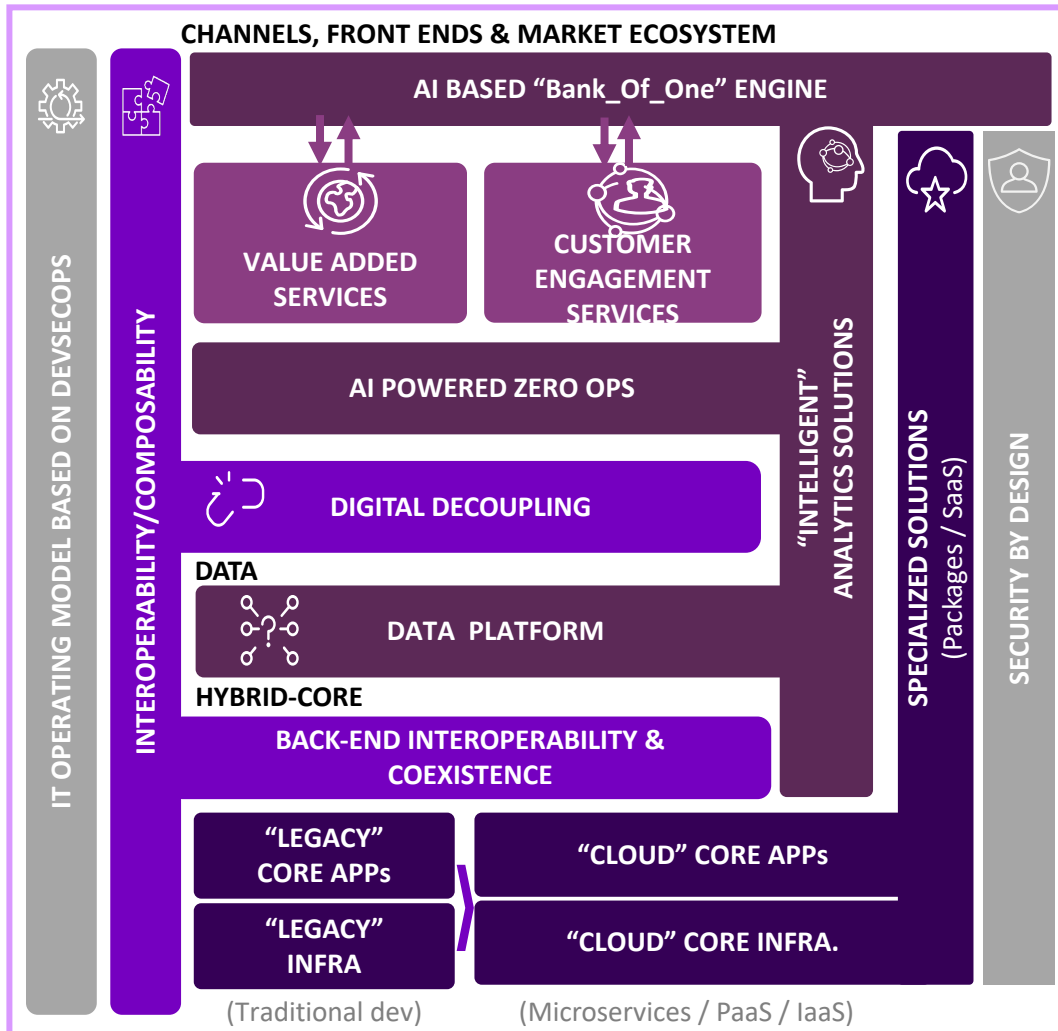 CHANNELS, FRONT ENDS & MARKET ECOSYSTEM
IT OPERATING MODEL BASED ON DEVSECOPS
INTEROPERABILITY/COMPOSABILITY
AI BASED “Bank_Of_One” ENGINE
VALUE ADDED
SERVICES
CUSTOMER
ENGAGEMENT
SERVICES
AI POWERED ZERO OPS
DIGITAL DECOUPLING
DATA
DATA PLATFORM
HYBRID-CORE
BACK-END INTEROPERABILITY &
COEXISTENCE
“LEGACY”
CORE APPs
“CLOUD” CORE APPs
“LEGACY”
INFRA
“CLOUD” CORE INFRA.
(Traditional dev)
(Microservices / PaaS / IaaS)
“INTELLIGENT”
ANALYTICS SOLUTIONS
SPECIALIZED SOLUTIONS
(Packages / SaaS)
SECURITY BY DESIGN